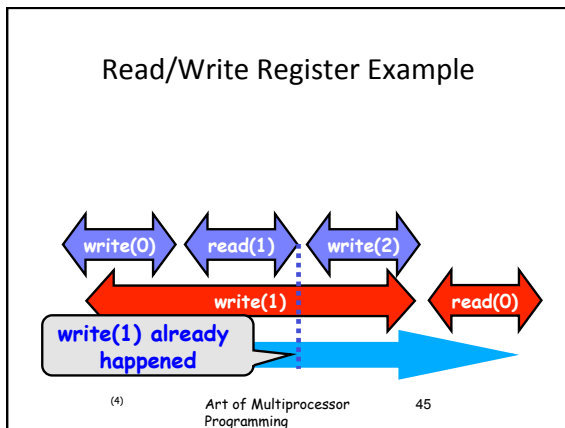 Read/Write Register Example
write(0) read(1) write(2)
write(1) read(0)
write(1) already
happened
(4) Art of Multiprocessor 45
Programming